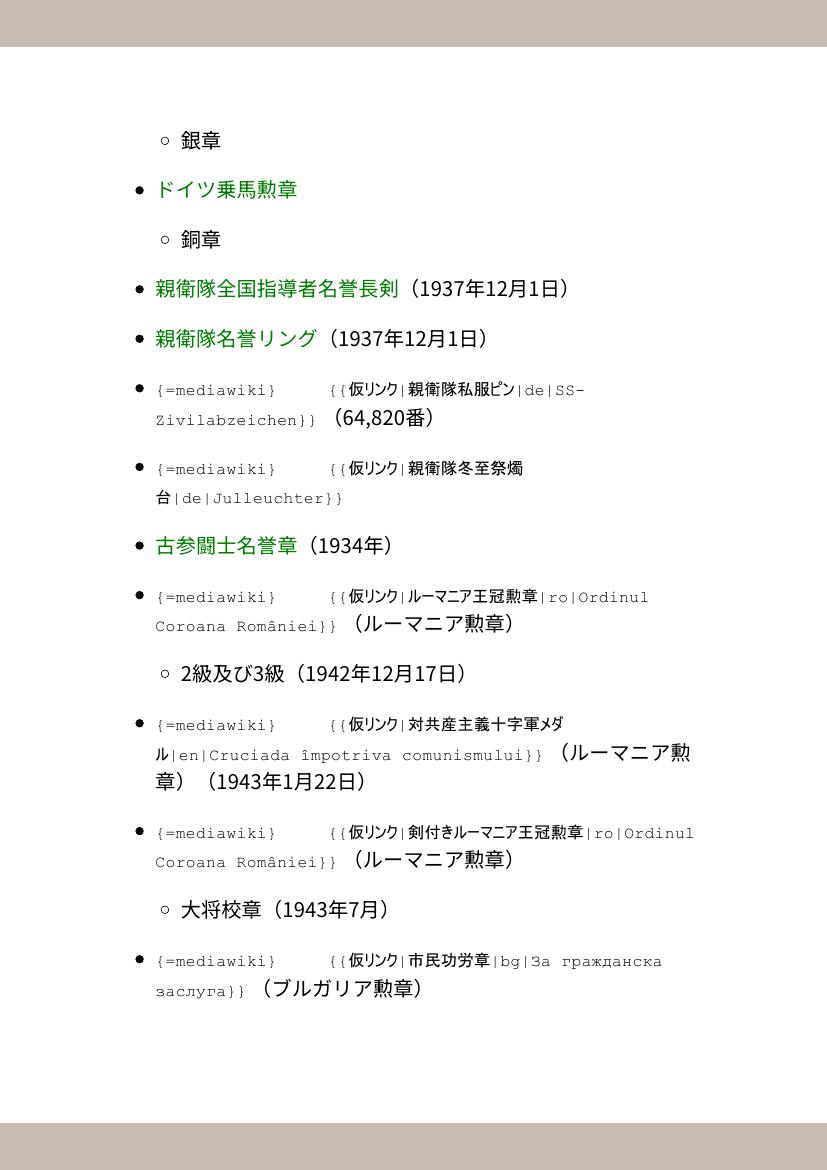 銀章
ドイツ乗馬勲章
銅章
親衛隊全国指導者名誉長剣（1937年12月1日）
親衛隊名誉リング（1937年12月1日）
{=mediawiki} {{仮リンク|親衛隊私服ピン|de|SS-
Zivilabzeichen}} （64,820番）
{=mediawiki} {{仮リンク|親衛隊冬至祭燭
台|de|Julleuchter}}
古参闘士名誉章（1934年）
{=mediawiki} {{仮リンク|ルーマニア王冠勲章|ro|Ordinul
Coroana României}} （ルーマニア勲章）
2級及び3級（1942年12月17日）
{=mediawiki} {{仮リンク|対共産主義十字軍メダ
ル|en|Cruciada împotriva comunismului}} （ルーマニア勲
章）（1943年1月22日）
{=mediawiki} {{仮リンク|剣付きルーマニア王冠勲章|ro|Ordinul
Coroana României}} （ルーマニア勲章）
大将校章（1943年7月）
{=mediawiki} {{仮リンク|市民功労章|bg|За гражданска
заслуга}} （ブルガリア勲章）